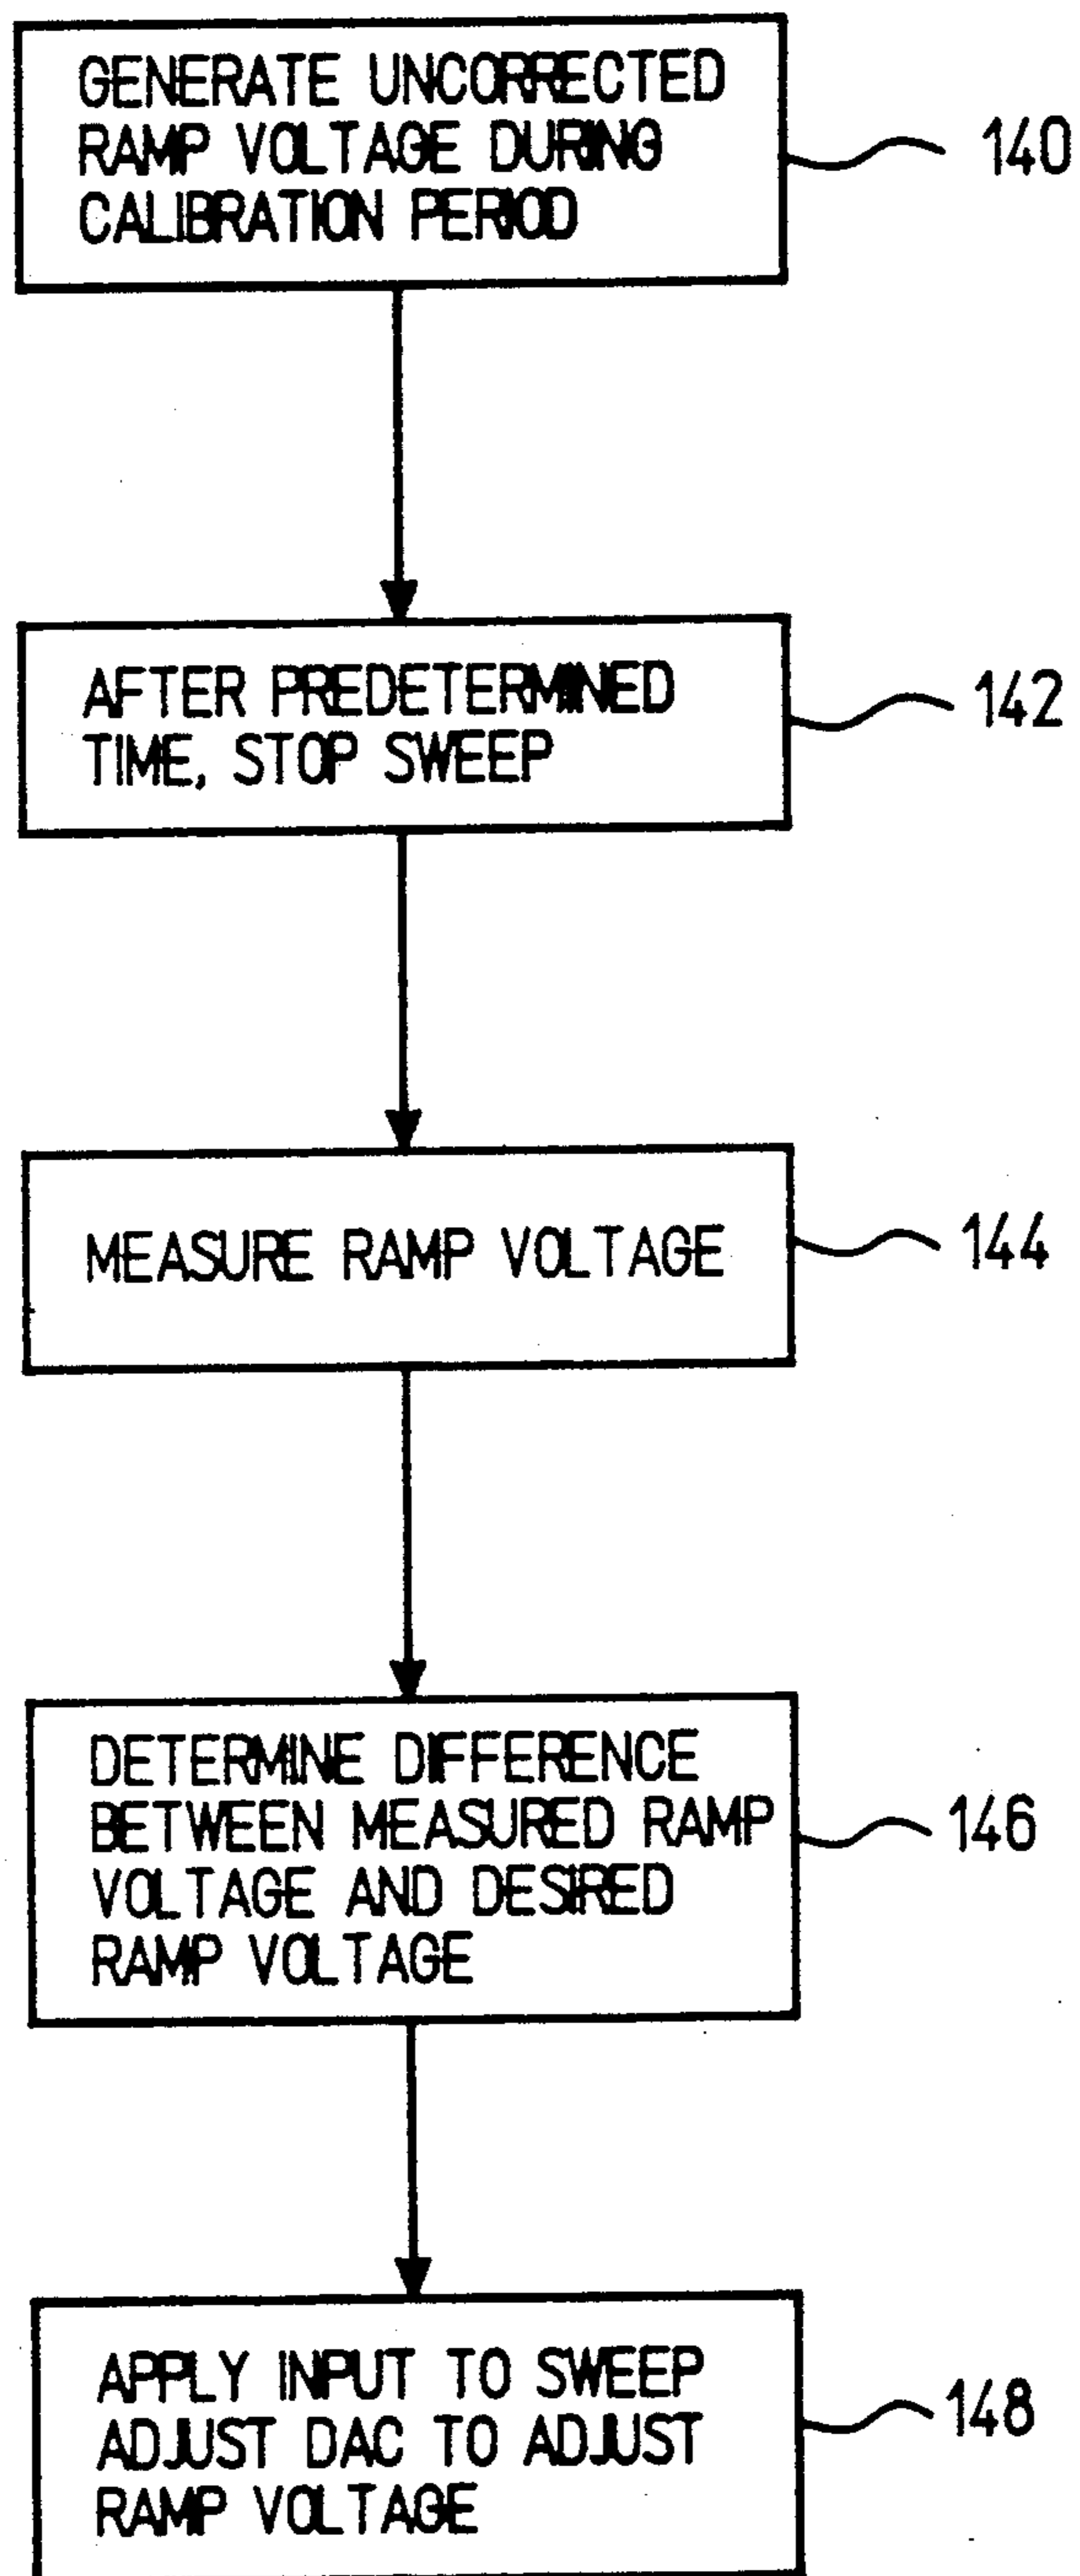 GENERATE UNCORRECTED
RAMP VOLTAGE DURING
CALIBRATION PERIOD
140
AFTER PREDETERMINED
TIME, STOP SWEEP
142
MEASURE RAMP VOLTAGE
144
DETERMINE DIFFERENCE
BETWEEN MEASURED RAMP
VOLTAGE AND DESIRED
RAMP VOLTAGE
146
APPLY INPUT TO SWEEP
ADJUST DAC TO ADJUST
RAMP VOLTAGE
148